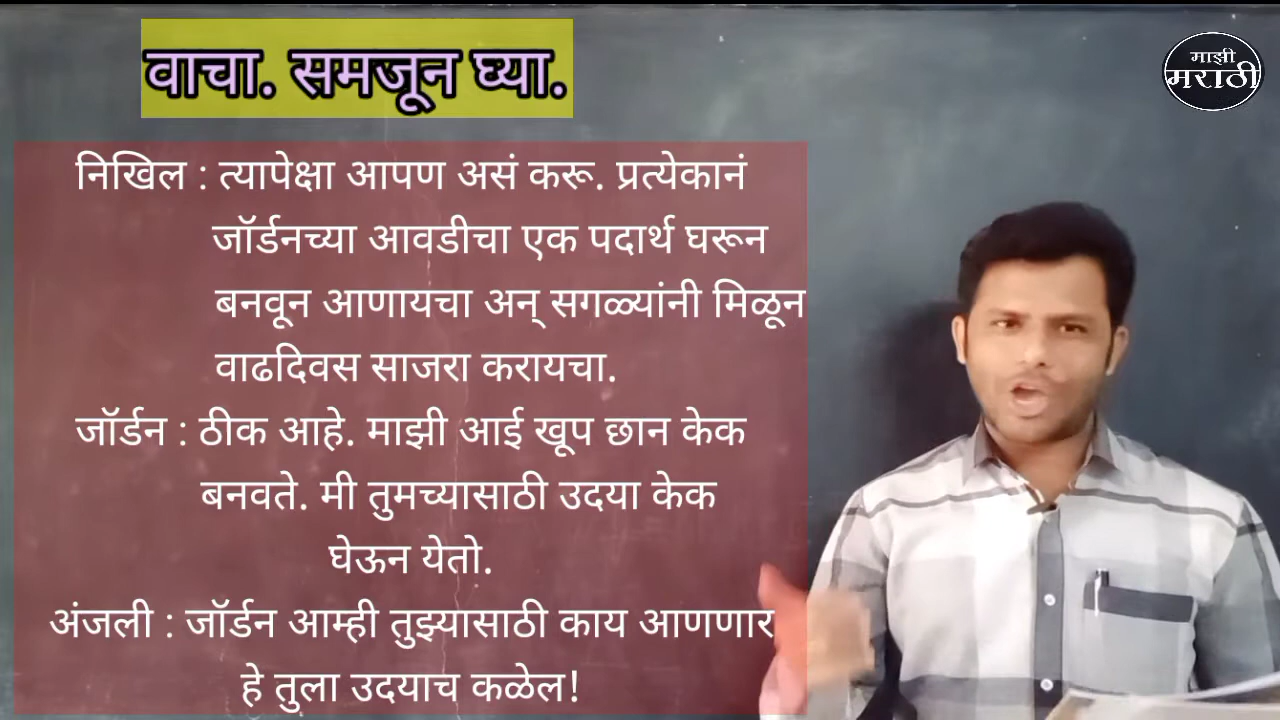 वाचा. समजून घ्या.
माझी
मराठी
निखिल : त्यापेक्षा आपण असं करू. प्रत्येकानं
जॉर्डनच्या आवडीचा एक पदार्थ घरून
बनवून आणायचा अन् सगळ्यांनी मिळून
वाढदिवस साजरा करायचा.
जॉर्डन : ठीक आहे. माझी आई खूप छान केक
बनवते. मी तुमच्यासाठी उदया केक
घेऊन येतो.
अंजली : जॉर्डन आम्ही तुझ्यासाठी काय आणणार
हे तुला उदयाच कळेल!